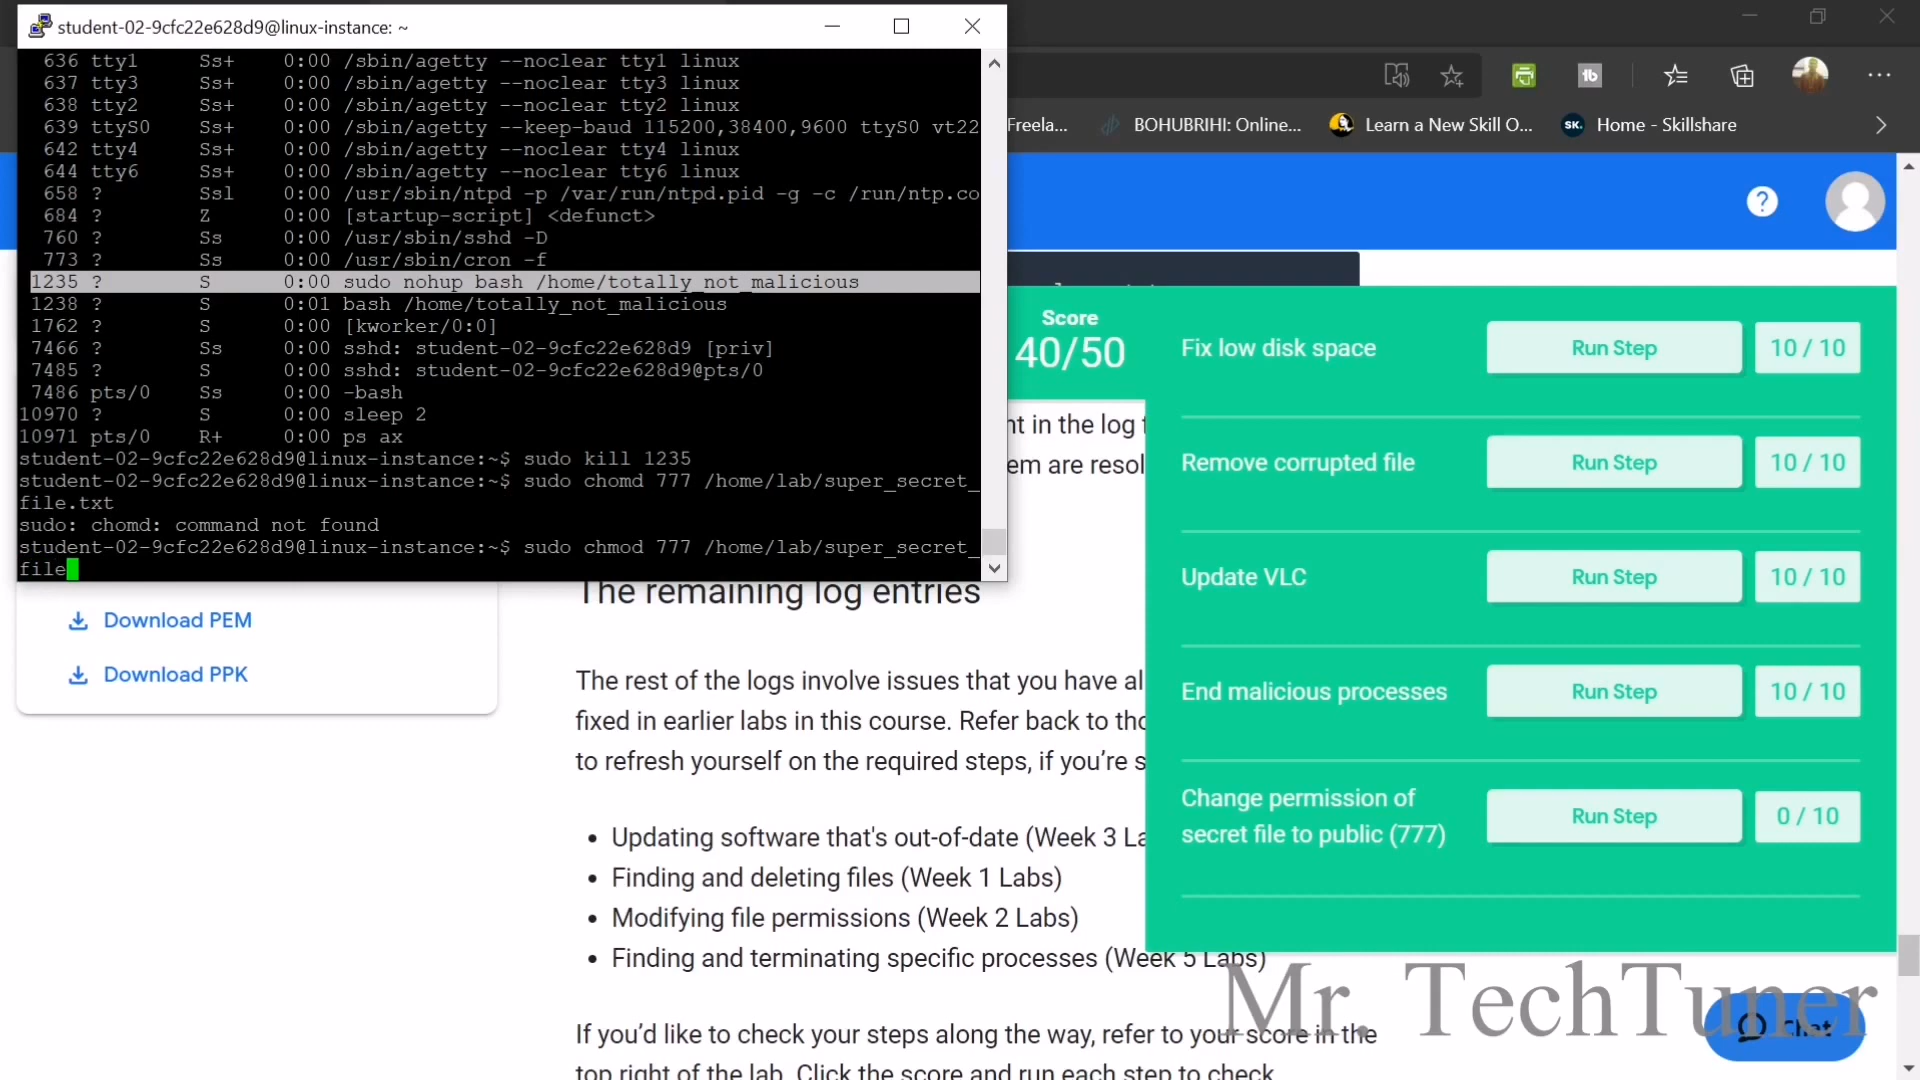 student-02-9cfc22e628d9@linux-instance: ~
636 tty1 Ss+ 0:00 /sbin/agetty --noclear tty1 linux
637 tty3 Ss+ 0:00 /sbin/agetty --noclear tty3 linux
638 tty2 Ss+ 0:00 /sbin/agetty --noclear tty2 linux
639 ttyS0 Ss+ 0:00 /sbin/agetty --keep-baud 115200,38400,9600 ttyS0 vt22
642 tty4 Ss+ 0:00 /sbin/agetty --noclear tty4 linux
644 tty6 Ss+ 0:00 /sbin/agetty --noclear tty6 linux
658 ? Ssl 0:00 /usr/sbin/ntpd -p /var/run/ntpd.pid -g -c /run/ntp.co
684 ? Z 0:00 [startup-script] <defunct>
760 ? Ss 0:00 /usr/sbin/sshd -D
773 ? Ss 0:00 /usr/sbin/cron -f
1235 ? S 0:00 sudo nohup bash /home/totally_not_malicious
1238 ? S 0:01 bash /home/totally_not_malicious
1762 ? S 0:00 [kworker/0:0]
7466 ? Ss 0:00 sshd: student-02-9cfc22e628d9 [priv]
7485 ? S 0:00 sshd: student-02-9cfc22e628d9@pts/0
7486 pts/0 Ss 0:00 -bash
10970 ? S 0:00 sleep 2
10971 pts/0 R+ 0:00 ps ax
student-02-9cfc22e628d9@linux-instance:~$ sudo kill 1235
student-02-9cfc22e628d9@linux-instance:~$ sudo chomd 777 /home/lab/super_secret_
file.txt
sudo: chomd: command not found
student-02-9cfc22e628d9@linux-instance:~$ sudo chmod 777 /home/lab/super_secret_
file
Freela... BOHUBRIHI: Online... Learn a New Skill O... SK. Home - Skillshare
tb
?
Score
40/50
Fix low disk space Run Step 10 / 10
Remove corrupted file Run Step 10 / 10
Update VLC Run Step 10 / 10
End malicious processes Run Step 10 / 10
Change permission of
secret file to public (777) Run Step 0 / 10
nt in the log
em are resol
Download PEM
Download PPK
The remaining log entries
The rest of the logs involve issues that you have al
fixed in earlier labs in this course. Refer back to tho
to refresh yourself on the required steps, if you’re s
• Updating software that's out-of-date (Week 3 La
• Finding and deleting files (Week 1 Labs)
• Modifying file permissions (Week 2 Labs)
• Finding and terminating specific processes (Week 5 Labs)
If you’d like to check your steps along the way, refer to your score in the
top right of the lab. Click the score and run each step to check
Mr. TechTuner
Chat